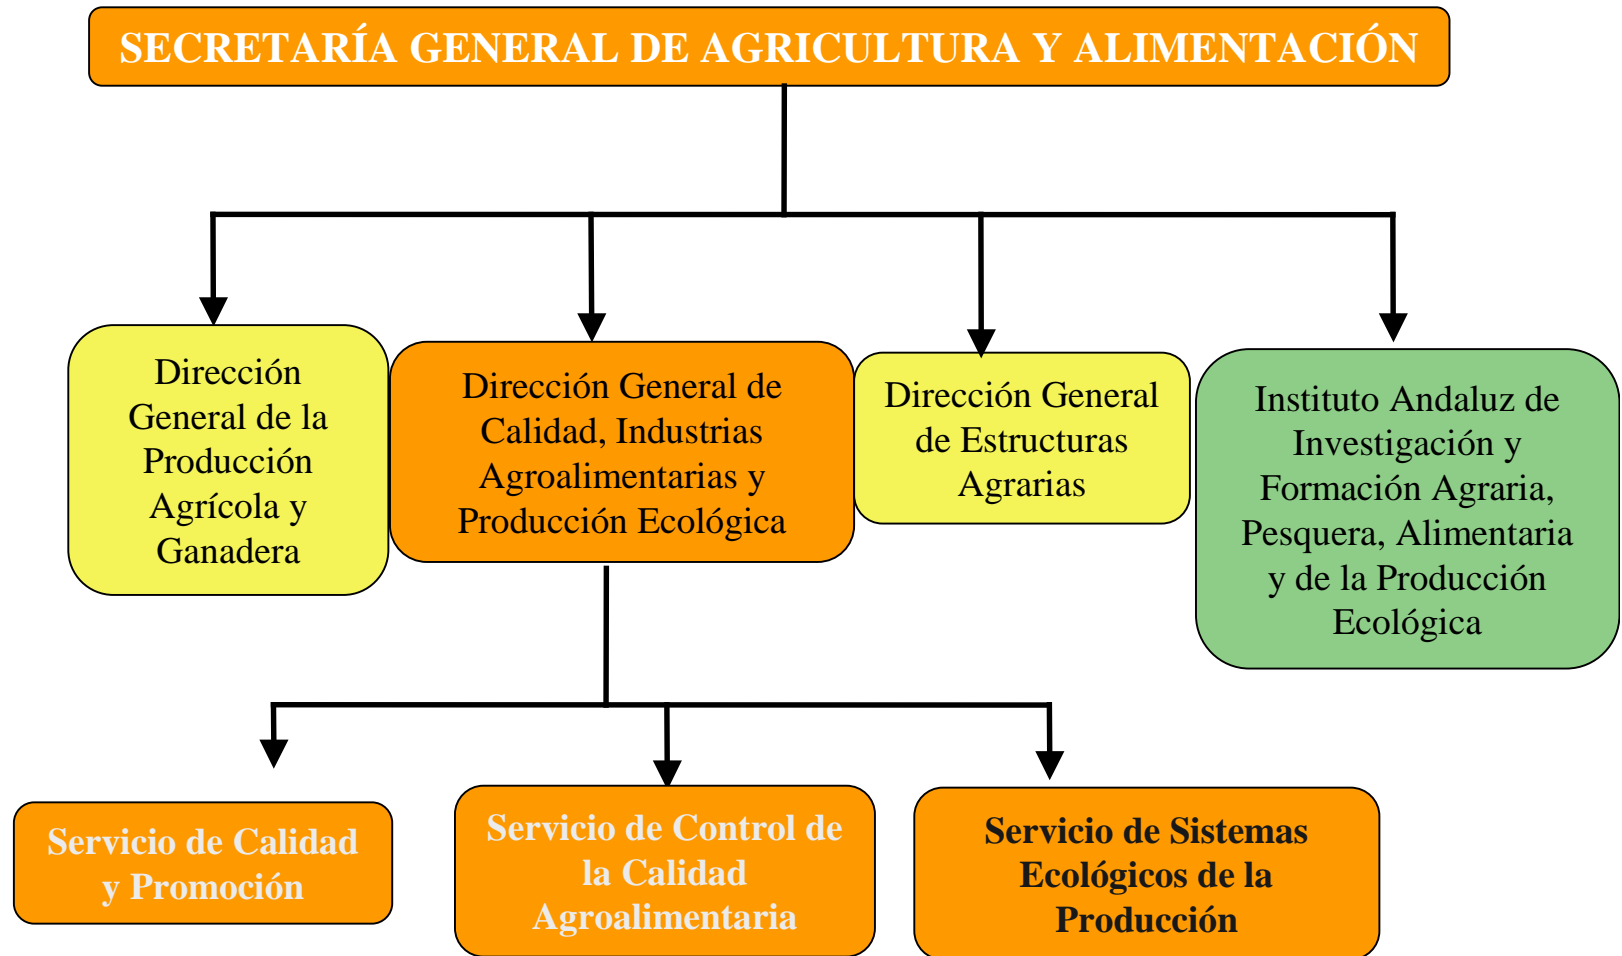 SECRETARÍA GENERAL DE AGRICULTURA Y ALIMENTACIÓN
Dirección
General de la
Producción
Agrícola y
Ganadera
Dirección General de
Calidad, Industrias
Agroalimentarias y
Producción Ecológica
Dirección General
de Estructuras
Agrarias
Instituto Andaluz de
Investigación y
Formación Agraria,
Pesquera, Alimentaria
y de la Producción
Ecológica
Servicio de Calidad
y Promoción
Servicio de Control de
la Calidad
Agroalimentaria
Servicio de Sistemas
Ecológicos de la
Producción